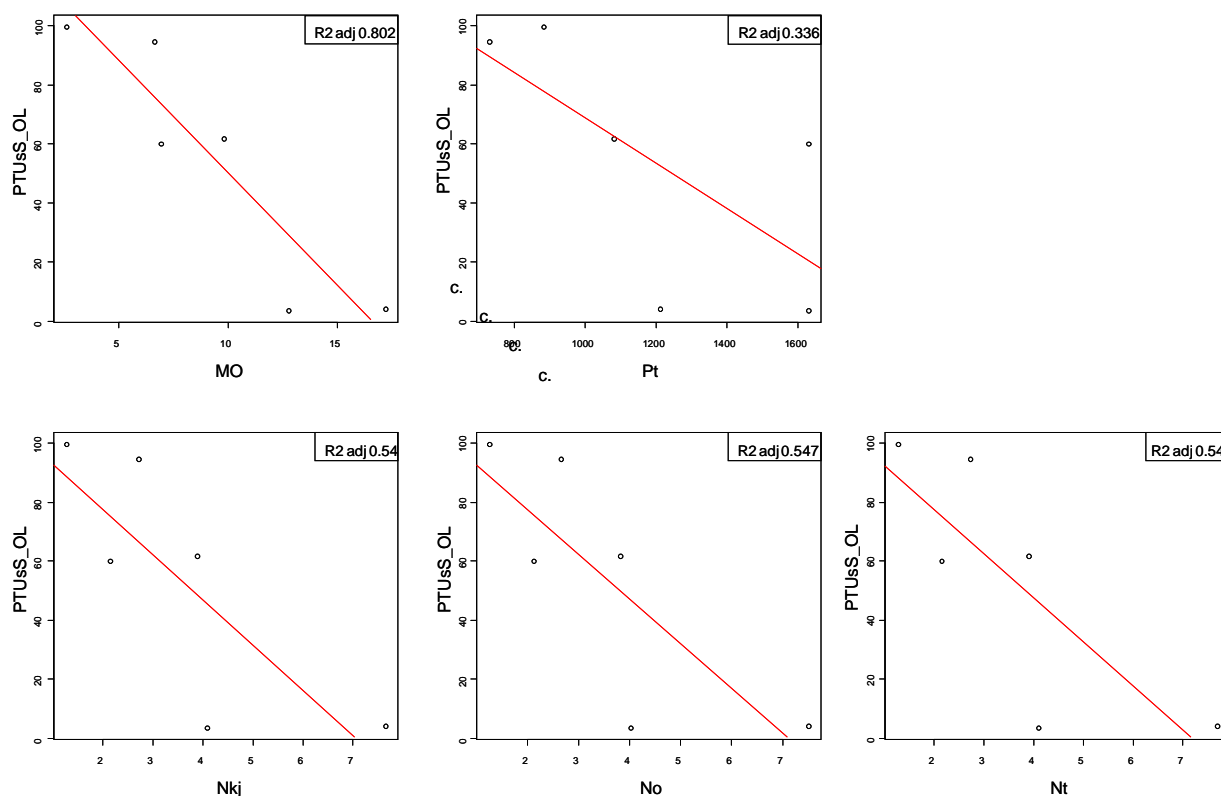 R2 adj 0.802
PTUsS_OL
100
80
60
40
20
0
5 10 15
MO
R2 adj 0.336
PTUsS_OL
100
80
60
40
20
0
c.
c.
c.
c.
800 1000 1200 1400 1600
Pt
R2 adj 0.54
PTUsS_OL
100
80
60
40
20
0
2 3 4 5 6 7
Nkj
R2 adj 0.547
PTUsS_OL
100
80
60
40
20
0
2 3 4 5 6 7
No
R2 adj 0.54
PTUsS_OL
100
80
60
40
20
0
2 3 4 5 6 7
Nt